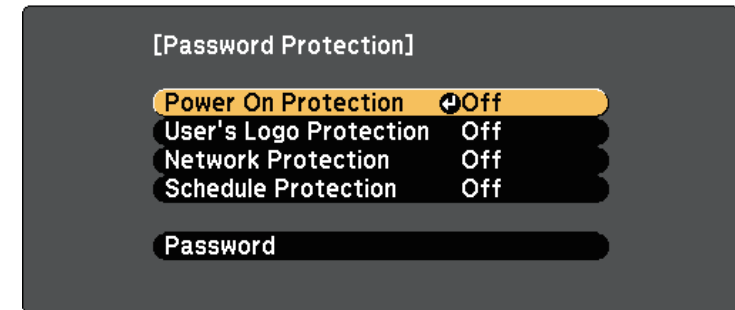 [Password Protection]
Power On Protection Off
User's Logo Protection Off
Network Protection Off
Schedule Protection Off
Password